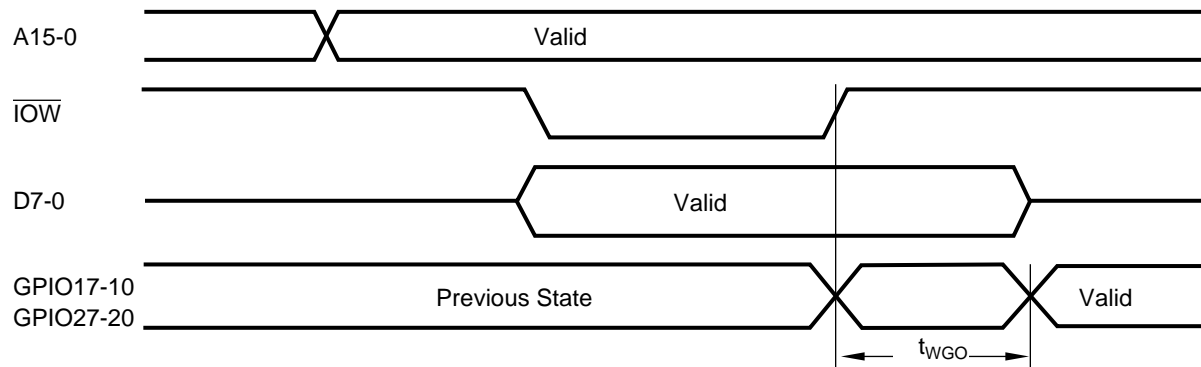 A15-0
Valid
IOW
D7-0
Valid
GPIO17-10
GPIO27-20
Previous State
Valid
tWGO